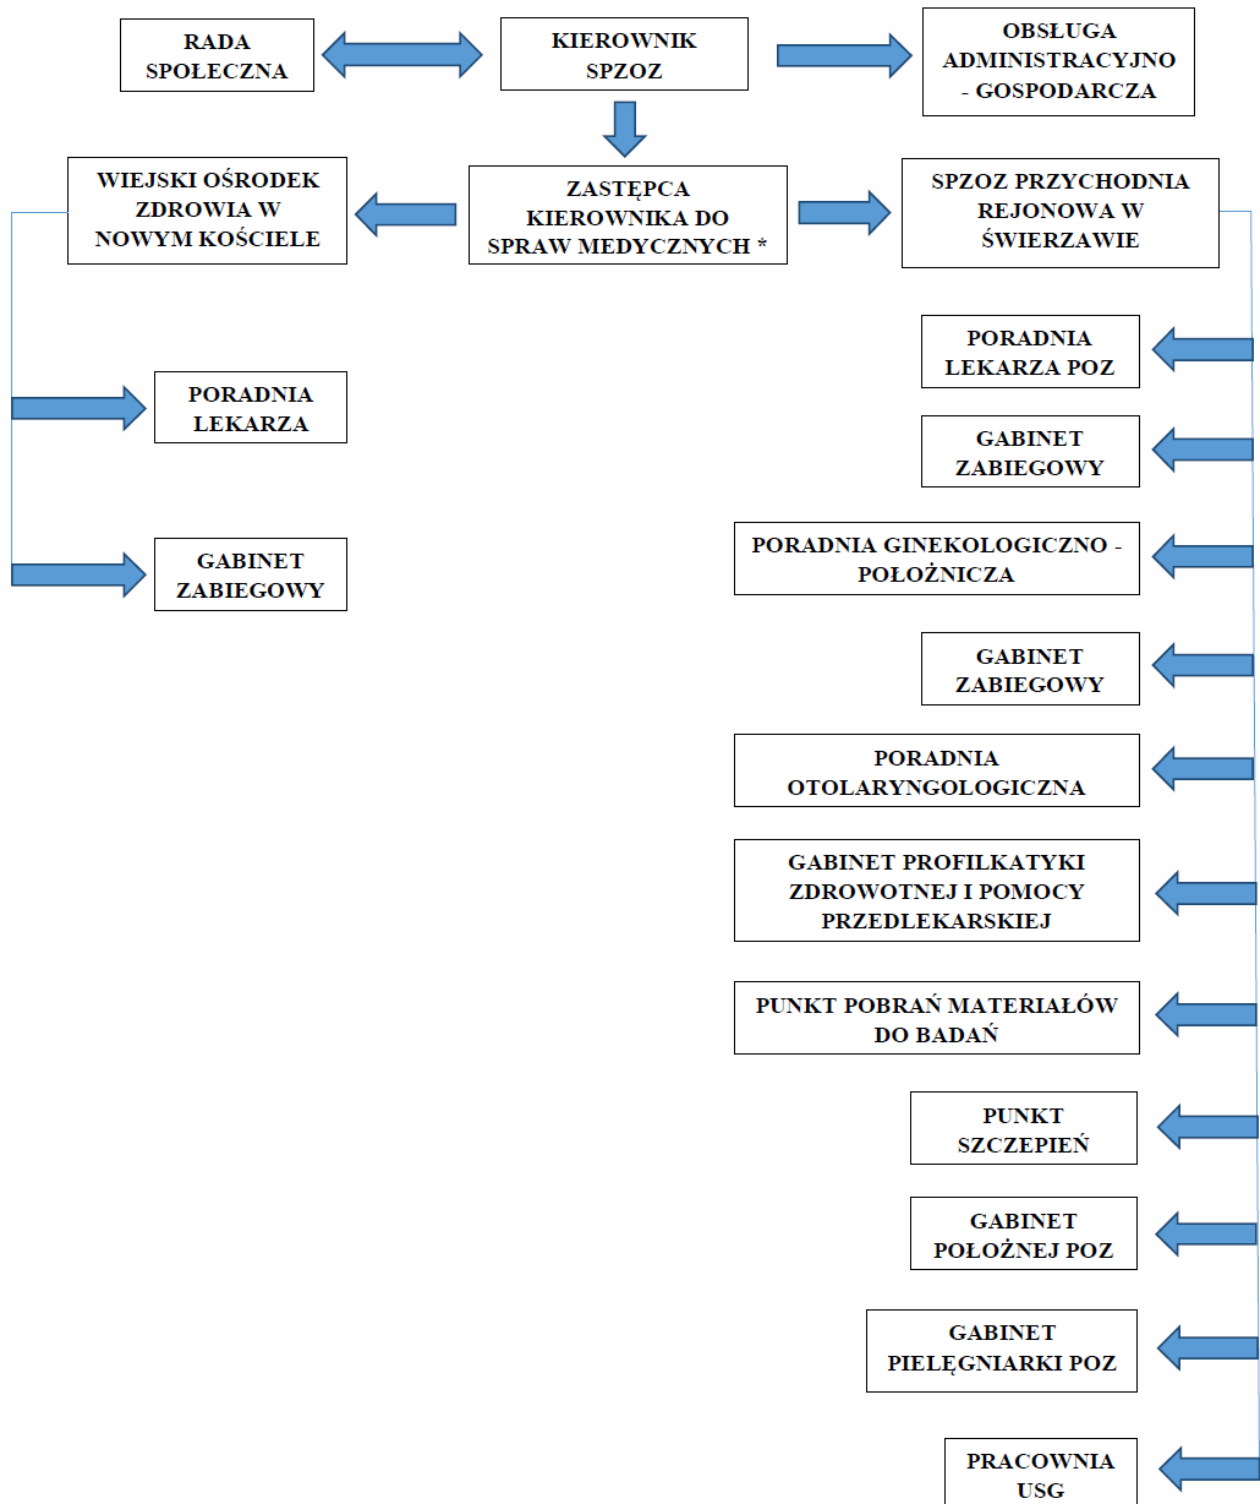 RADA
SPOŁECZNA
KIEROWNIK
SPZOZ
OBSŁUGA
ADMINISTRACYJNO
- GOSPODARCZA
WIEJSKI OŚRODEK
ZDROWIA W
NOWYM KOŚCIELE
ZASTĘPCA
KIEROWNIKA DO
SPRAW MEDYCZNYCH *
SPZOZ PRZYCHODNIA
REJONOWA W
ŚWIERZAWIE
PORADNIA
LEKARZA
GABINET
ZABIEGOWY
PORADNIA
LEKARZA POZ
GABINET
ZABIEGOWY
PORADNIA GINEKOLOGICZNO -
POŁOŻNICZA
GABINET
ZABIEGOWY
PORADNIA
OTOLARYNGOLOGICZNA
GABINET PROFILKATYKI
ZDROWOTNEJ I POMOCY
PRZEDLEKARSKIEJ
PUNKT POBRAŃ MATERIAŁÓW
DO BADAŃ
PUNKT
SZCZEPIEŃ
GABINET
POŁOŻNEJ POZ
GABINET
PIELĘGNIARKI POZ
PRACOWNIA
USG